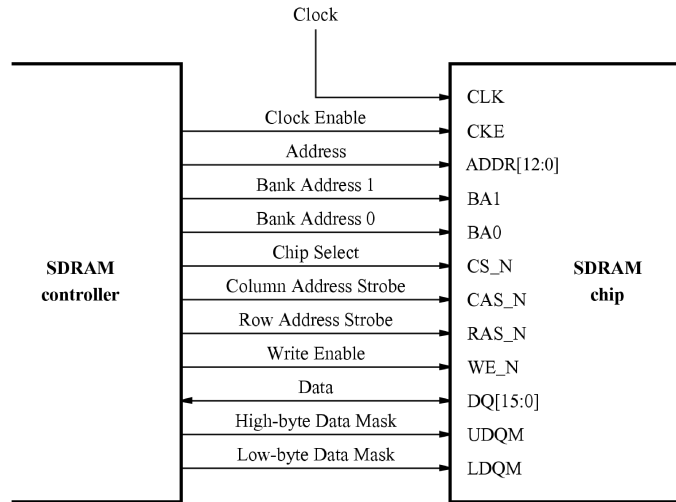 Clock
CLK
Clock Enable
CKE
Address
ADDR[12:0]
Bank Address 1
BA1
Bank Address 0
BA0
Chip Select
CS_N
SDRAM
controller
SDRAM
chip
Column Address Strobe
CAS_N
Row Address Strobe
RAS_N
Write Enable
WE_N
Data
DQ[15:0]
High-byte Data Mask
UDQM
Low-byte Data Mask
LDQM